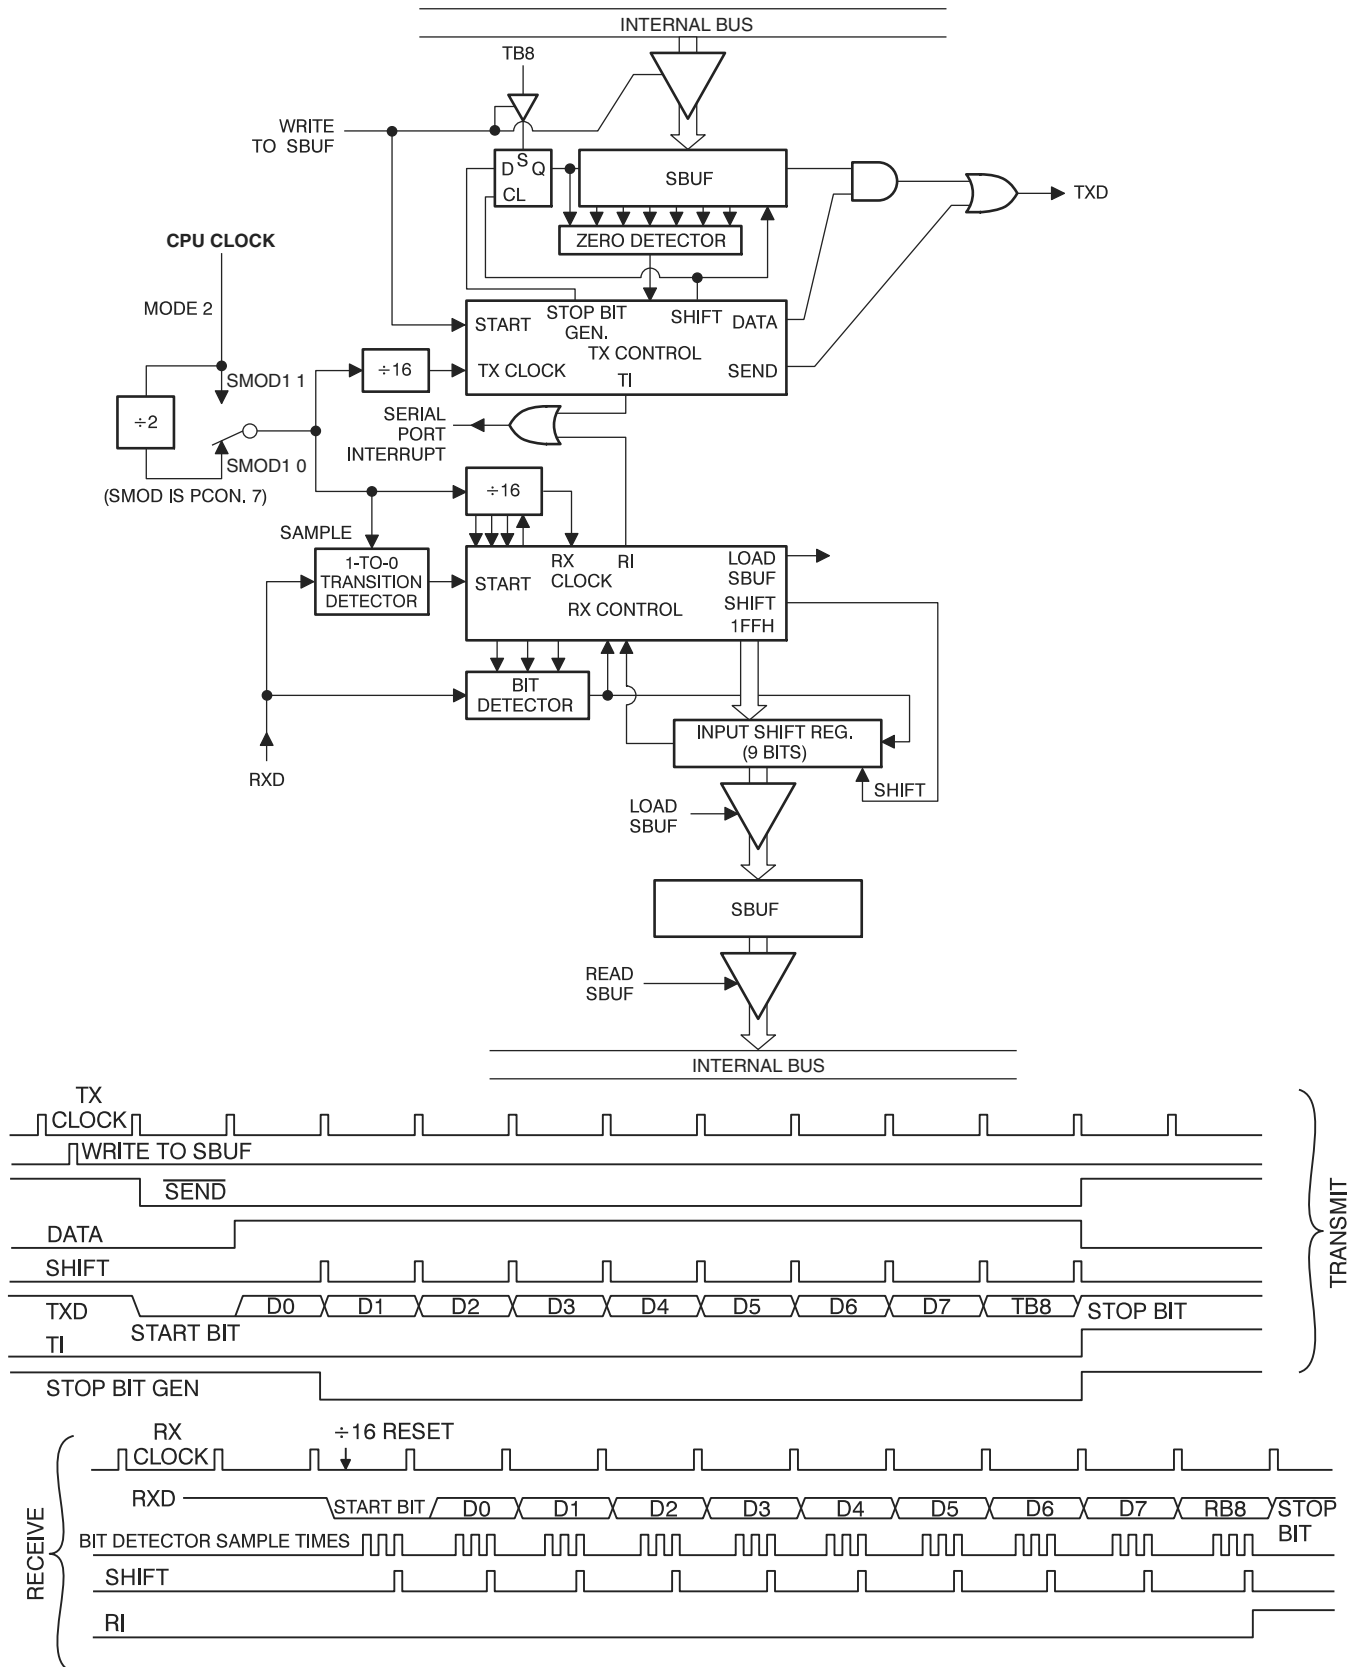 INTERNAL BUS
TB8
WRITE
TO SBUF
D S Q
CL
SBUF
TXD
ZERO DETECTOR
CPU CLOCK
MODE 2
START
STOP BIT
GEN.
SHIFT
DATA
TX CONTROL
TX CLOCK
TI
SEND
÷16
SMOD1 1
÷2
SMOD1 0
(SMOD IS PCON. 7)
SERIAL
PORT
INTERRUPT
÷16
SAMPLE
1-TO-0
TRANSITION
DETECTOR
START
RX
CLOCK
RI
LOAD
SBUF
RX CONTROL
SHIFT
1FFH
BIT
DETECTOR
INPUT SHIFT REG.
(9 BITS)
RXD
SHIFT
LOAD
SBUF
SBUF
READ
SBUF
INTERNAL BUS
TX
CLOCK
WRITE TO SBUF
SEND
DATA
SHIFT
TXD
START BIT
D0 D1 D2 D3 D4 D5 D6 D7 TB8
STOP BIT
TI
STOP BIT GEN
TRANSMIT
RX
CLOCK
÷16 RESET
RXD
START BIT
D0 D1 D2 D3 D4 D5 D6 D7 RB8
STOP
BIT
BIT DETECTOR SAMPLE TIMES
SHIFT
RI
RECEIVE